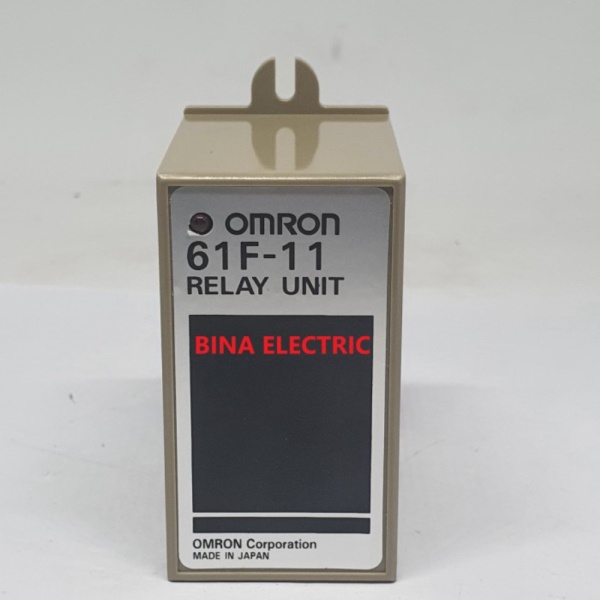 OMRON
61F-11
RELAY UNIT
BINA ELECTRIC
OMRON Corporation
MADE IN JAPAN